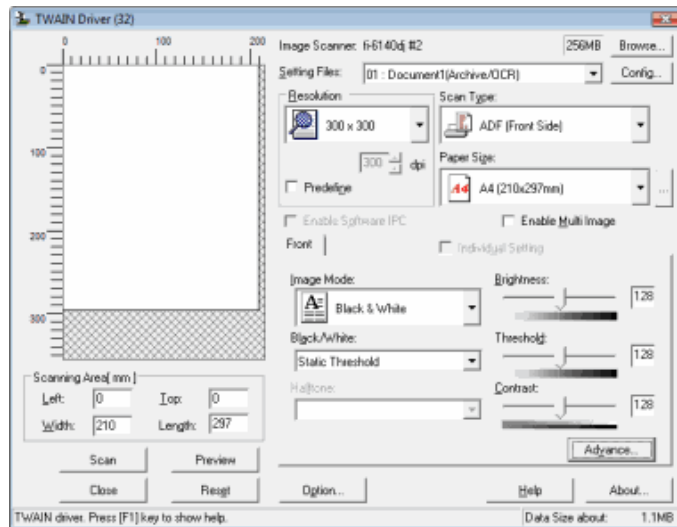 TWAIN Driver (32)
0 100 200
Image Scanner: fi-6140dj #2 256MB Browse...
Setting Files: 01 : Document1(Archive/OCR) Config...
Resolution Scan Type:
300 x 300 ADF (Front Side)
300 dpi Paper Size:
Predefine A4 A4 (210x297mm) ...
Enable Software IPC Enable Multi Image
Front Individual Setting
0
100
200
300
Image Mode: Brightness:
Black & White 128
Black/White: Threshold:
Static Threshold 128
Halftone: Contrast:
128
Scanning Area( mm )
Left: 0 Top: 0
Width: 210 Length: 297
Advance...
Scan Preview
Close Reset Option... Help About...
TWAIN driver. Press [F1] key to show help. Data Size about: 1.1MB